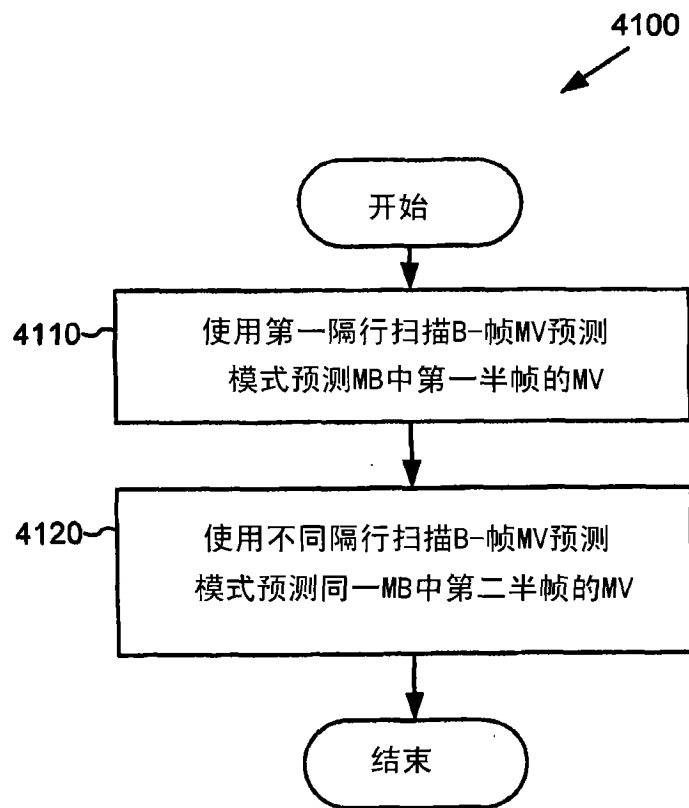 4100
开始
4110
使用第一隔行扫描B-帧MV预测
模式预测MB中第一半帧的MV
4120
使用不同隔行扫描B-帧MV预测
模式预测同一MB中第二半帧的MV
结束